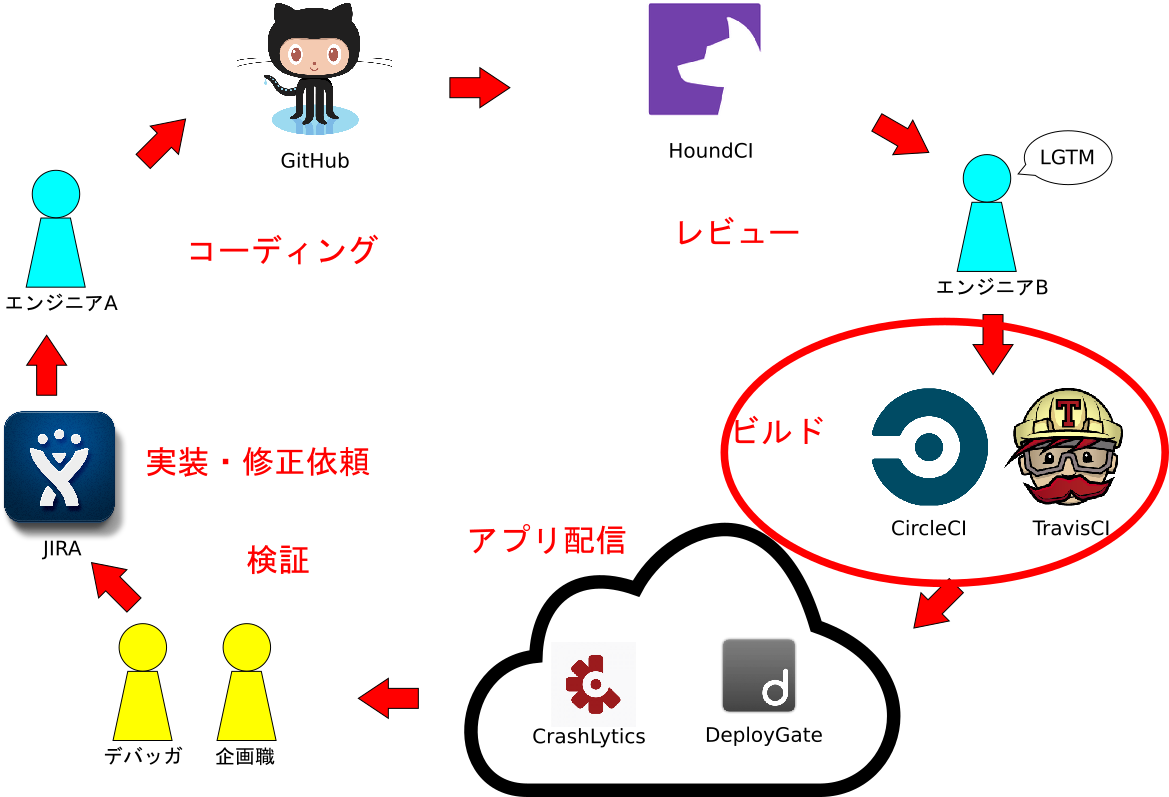 GitHub
HoundCI
LGTM
コーディング
レビュー
エンジニアA
エンジニアB
ビルド
実装・修正依頼
CircleCI
TravisCI
T
JIRA
アプリ配信
検証
d
CrashLytics
DeployGate
デバッガ
企画職